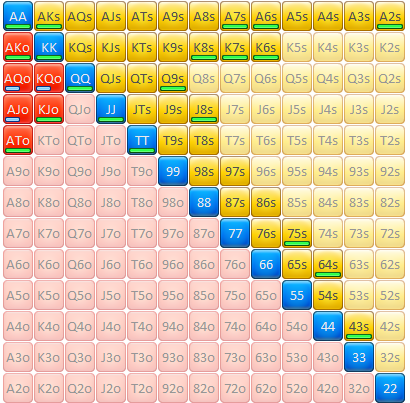 AA AKs AQs AJs ATs A9s A8s A7s A6s A5s A4s A3s A2s
AKo KK KQs KJs KTs K9s K8s K7s K6s K5s K4s K3s K2s
AQo KQo QQ QJs QTs Q9s Q8s Q7s Q6s Q5s Q4s Q3s Q2s
AJo KJo QJo JJ JTs J9s J8s J7s J6s J5s J4s J3s J2s
ATo KTo QTo JTo TT T9s T8s T7s T6s T5s T4s T3s T2s
A9o K9o Q9o J9o T9o 99 98s 97s 96s 95s 94s 93s 92s
A8o K8o Q8o J8o T8o 98o 88 87s 86s 85s 84s 83s 82s
A7o K7o Q7o J7o T7o 97o 87o 77 76s 75s 74s 73s 72s
A6o K6o Q6o J6o T6o 96o 86o 76o 66 65s 64s 63s 62s
A5o K5o Q5o J5o T5o 95o 85o 75o 65o 55 54s 53s 52s
A4o K4o Q4o J4o T4o 94o 84o 74o 64o 54o 44 43s 42s
A3o K3o Q3o J3o T3o 93o 83o 73o 63o 53o 43o 33 32s
A2o K2o Q2o J2o T2o 92o 82o 72o 62o 52o 42o 32o 22